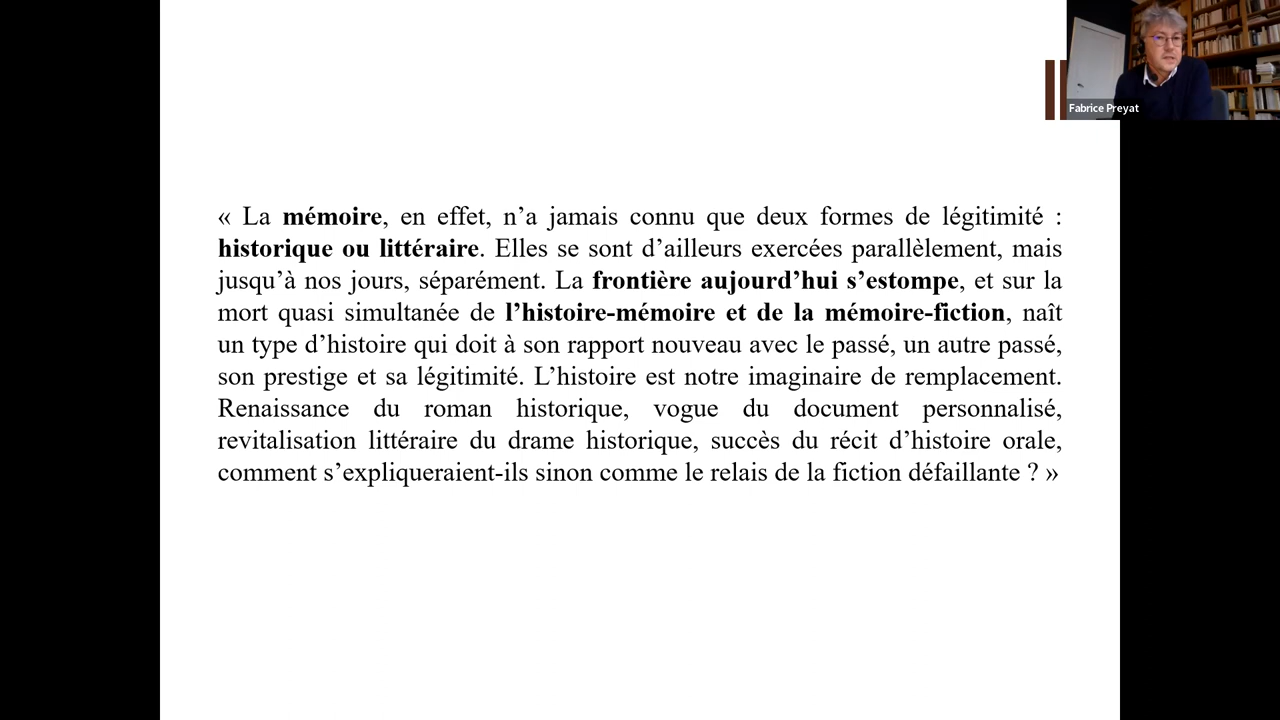 Fabrice Preyat
« La mémoire, en effet, n’a jamais connu que deux formes de légitimité :
historique ou littéraire. Elles se sont d’ailleurs exercées parallèlement, mais
jusqu’à nos jours, séparément. La frontière aujourd’hui s’estompe, et sur la
mort quasi simultanée de l’histoire-mémoire et de la mémoire-fiction, naît
un type d’histoire qui doit à son rapport nouveau avec le passé, un autre passé,
son prestige et sa légitimité. L’histoire est notre imaginaire de remplacement.
Renaissance du roman historique, vogue du document personnalisé,
revitalisation littéraire du drame historique, succès du récit d’histoire orale,
comment s’expliqueraient-ils sinon comme le relais de la fiction défaillante ? »